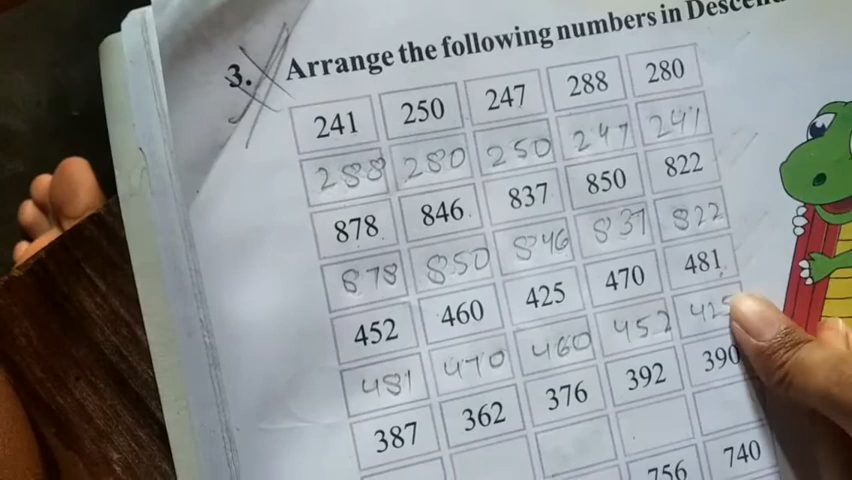 3. Arrange the following numbers in Descen
241 250 247 288 280
288 280 250 247 241
878 846 837 850 822
878 850 846 837 822
452 460 425 470 481
481 470 460 452 425
387 362 376 392 390
756 740